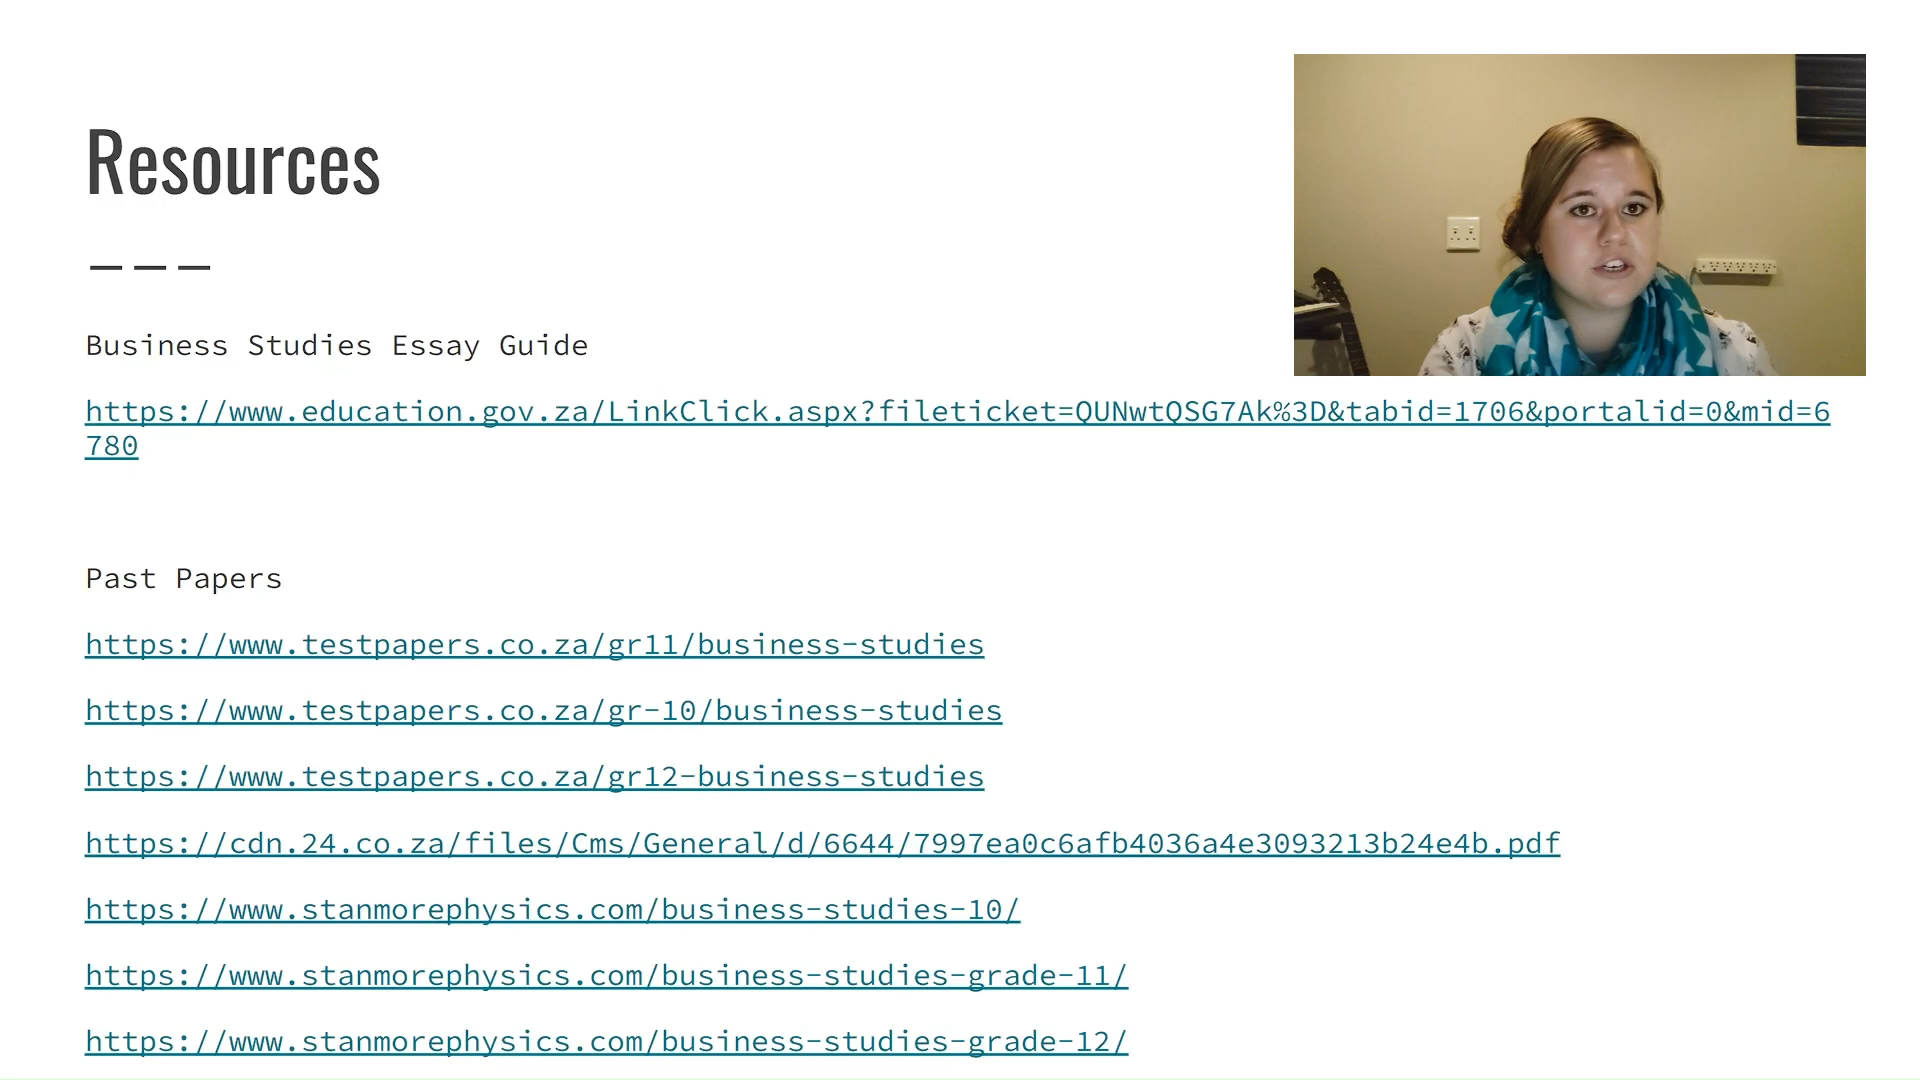 Resources
Business Studies Essay Guide
https://www.education.gov.za/LinkClick.aspx?fileticket=QUNwtQSG7Ak%3D&tabid=1706&portalid=0&mid=6
780
Past Papers
https://www.testpapers.co.za/gr11/business-studies
https://www.testpapers.co.za/gr-10/business-studies
https://www.testpapers.co.za/gr12-business-studies
https://cdn.24.co.za/files/Cms/General/d/6644/7997ea0c6afb4036a4e3093213b24e4b.pdf
https://www.stanmorephysics.com/business-studies-10/
https://www.stanmorephysics.com/business-studies-grade-11/
https://www.stanmorephysics.com/business-studies-grade-12/